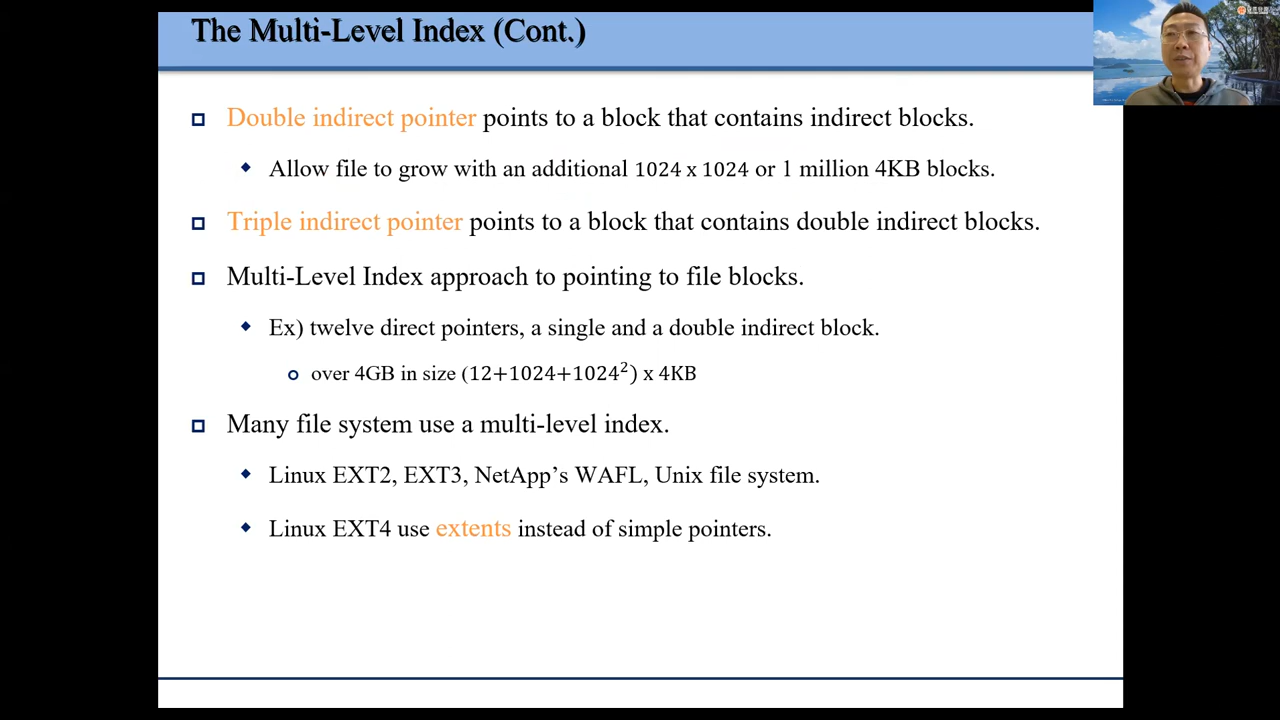 The Multi-Level Index (Cont.)
Double indirect pointer points to a block that contains indirect blocks.
Allow file to grow with an additional 1024 x 1024 or 1 million 4KB blocks.
Triple indirect pointer points to a block that contains double indirect blocks.
Multi-Level Index approach to pointing to file blocks.
Ex) twelve direct pointers, a single and a double indirect block.
over 4GB in size (12+1024+1024²) x 4KB
Many file system use a multi-level index.
Linux EXT2, EXT3, NetApp’s WAFL, Unix file system.
Linux EXT4 use extents instead of simple pointers.